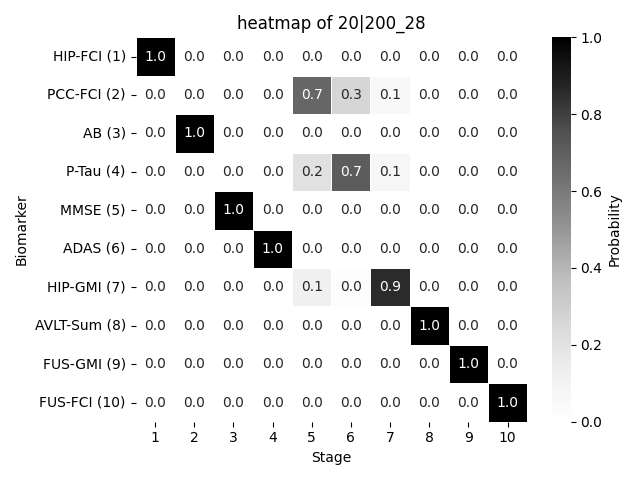 heatmap of 20|200_28
HIP-FCI (1) 1.0 0.0 0.0 0.0 0.0 0.0 0.0 0.0 0.0 0.0
PCC-FCI (2) 0.0 0.0 0.0 0.0 0.7 0.3 0.1 0.0 0.0 0.0
AB (3) 0.0 1.0 0.0 0.0 0.0 0.0 0.0 0.0 0.0 0.0
P-Tau (4) 0.0 0.0 0.0 0.0 0.2 0.7 0.1 0.0 0.0 0.0
MMSE (5) 0.0 0.0 1.0 0.0 0.0 0.0 0.0 0.0 0.0 0.0
ADAS (6) 0.0 0.0 0.0 1.0 0.0 0.0 0.0 0.0 0.0 0.0
HIP-GMI (7) 0.0 0.0 0.0 0.0 0.1 0.0 0.9 0.0 0.0 0.0
AVLT-Sum (8) 0.0 0.0 0.0 0.0 0.0 0.0 0.0 1.0 0.0 0.0
FUS-GMI (9) 0.0 0.0 0.0 0.0 0.0 0.0 0.0 0.0 1.0 0.0
FUS-FCI (10) 0.0 0.0 0.0 0.0 0.0 0.0 0.0 0.0 0.0 1.0
1 2 3 4 5 6 7 8 9 10
Stage
Biomarker
1.0
0.8
0.6
0.4
0.2
0.0
Probability